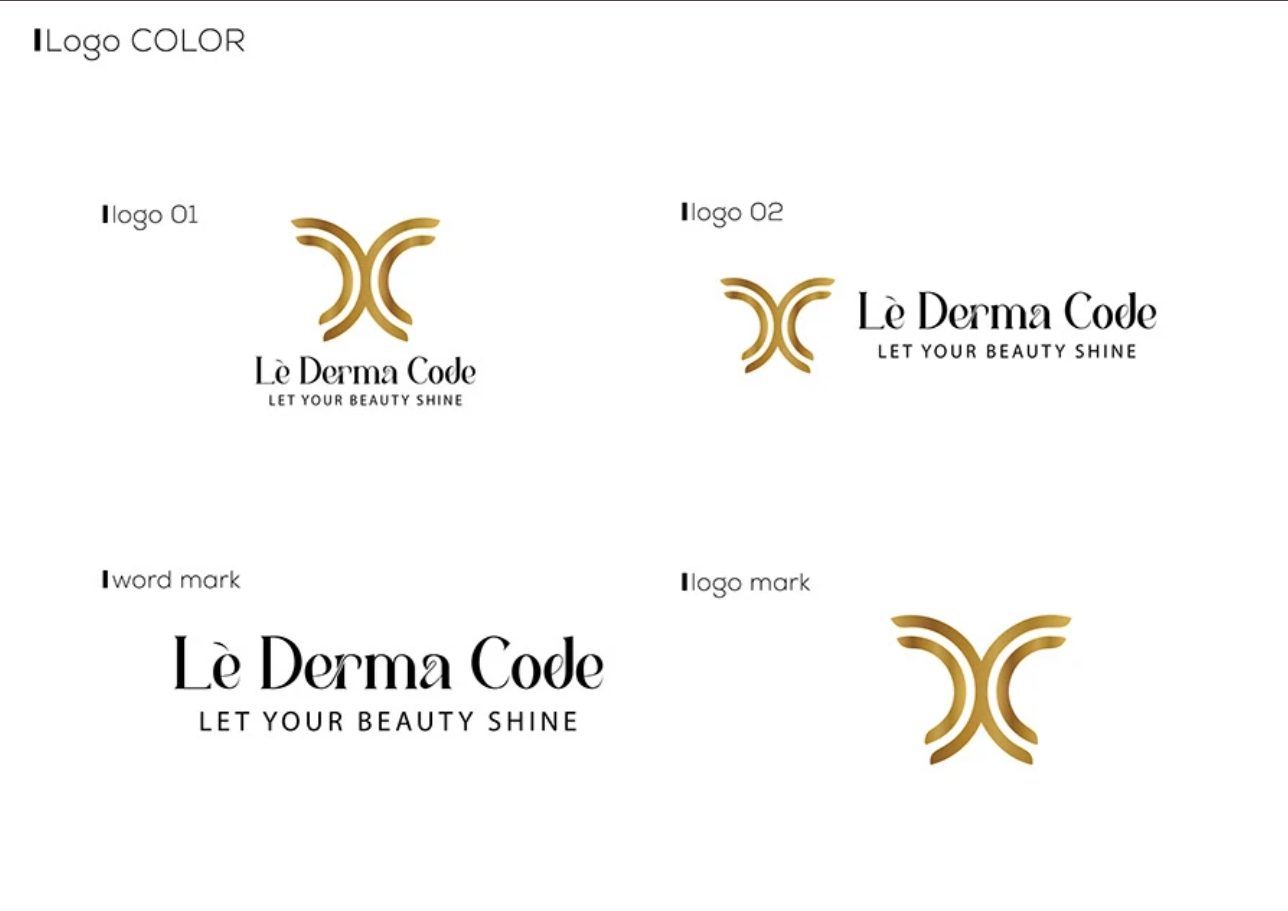 Logo COLOR
logo 01
Lè Derma Code
LET YOUR BEAUTY SHINE
logo 02
Lè Derma Code
LET YOUR BEAUTY SHINE
word mark
Lè Derma Code
LET YOUR BEAUTY SHINE
logo mark